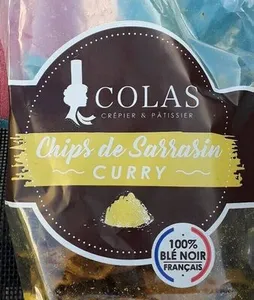 COLAS
CRÊPIER & PÂTISSIER
Chips de Sarrasin
CURRY
100%
BLÉ NOIR
FRANÇAIS